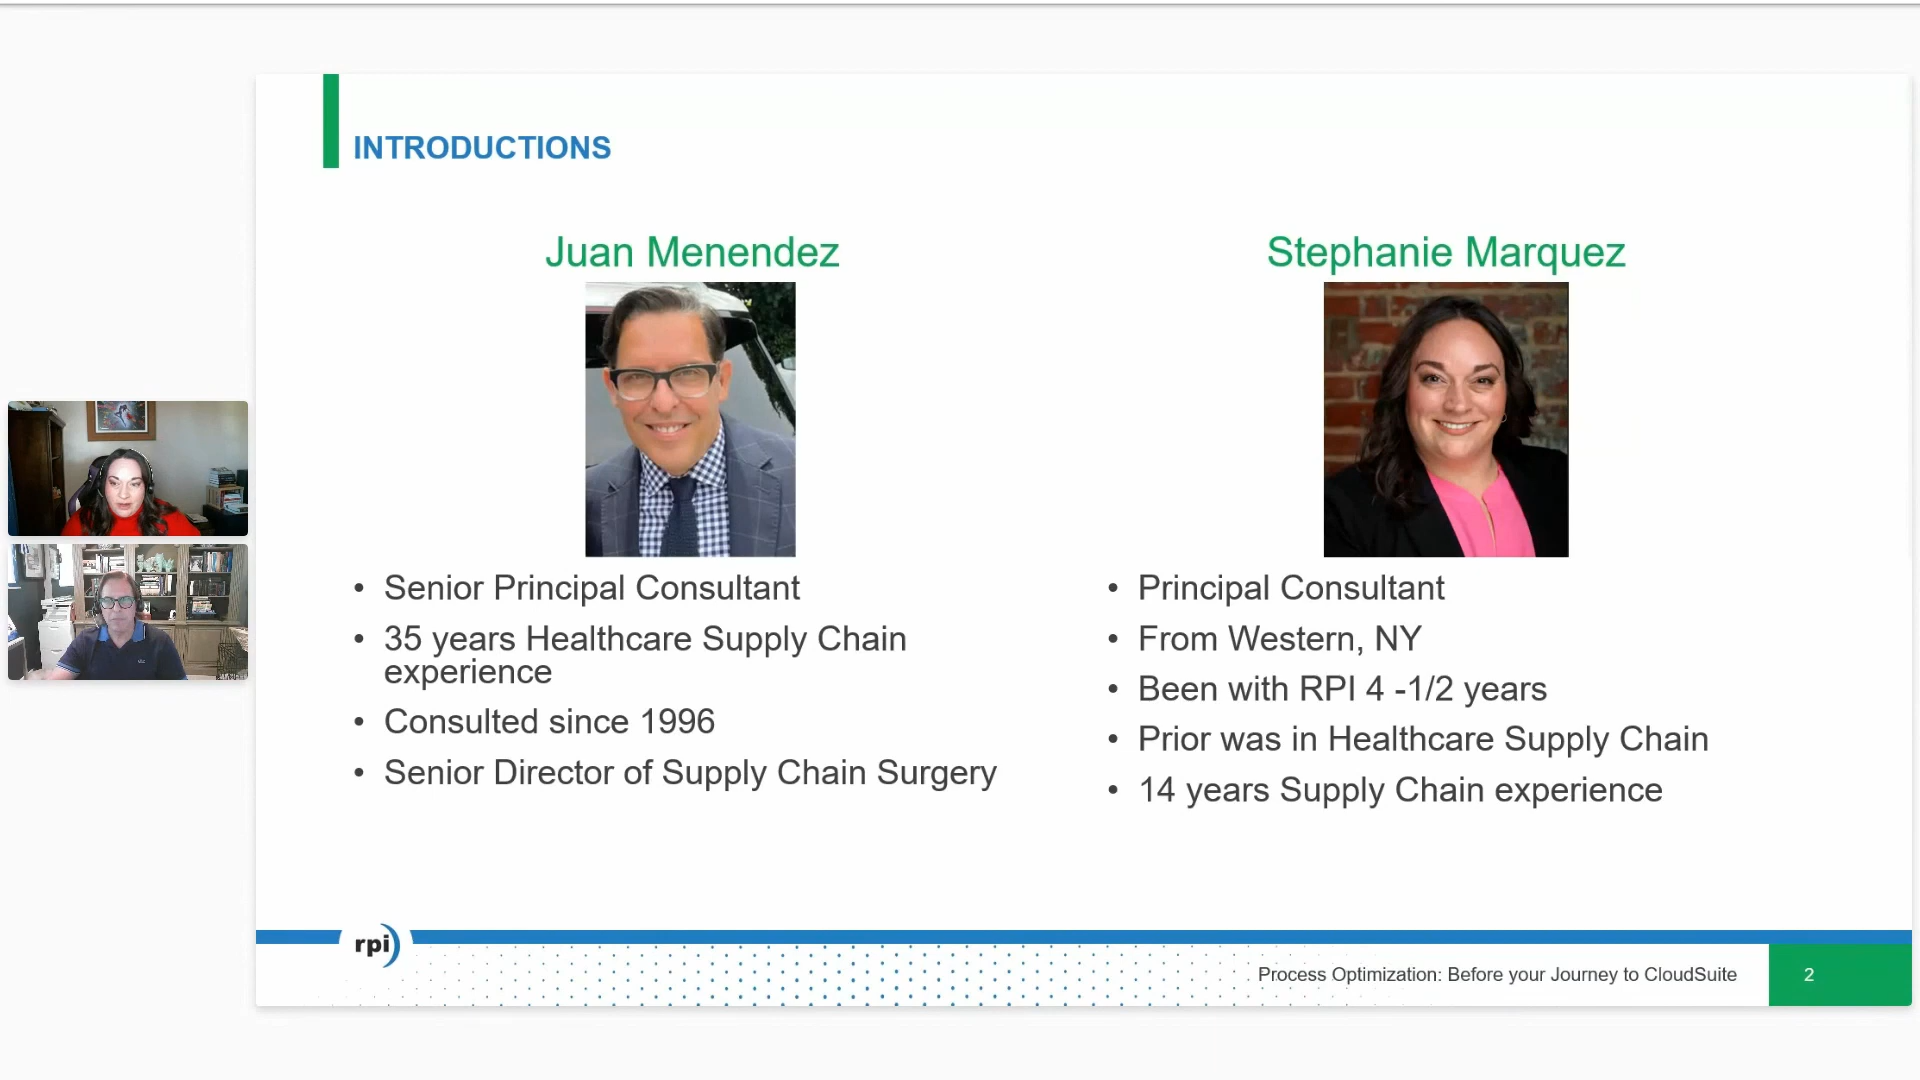 INTRODUCTIONS
Juan Menendez
• Senior Principal Consultant
• 35 years Healthcare Supply Chain
experience
• Consulted since 1996
• Senior Director of Supply Chain Surgery
Stephanie Marquez
• Principal Consultant
• From Western, NY
• Been with RPI 4 -1/2 years
• Prior was in Healthcare Supply Chain
• 14 years Supply Chain experience
rpi
Process Optimization: Before your Journey to CloudSuite
2